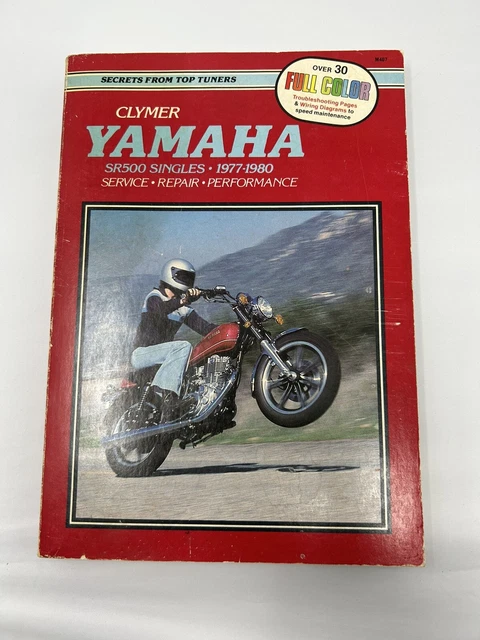 SECRETS FROM TOP TUNERS
OVER 30
FULL COLOR
Troubleshooting Pages
& Wiring Diagrams to
speed maintenance
CLYMER
YAMAHA
SR500 SINGLES • 1977-1980
SERVICE • REPAIR • PERFORMANCE